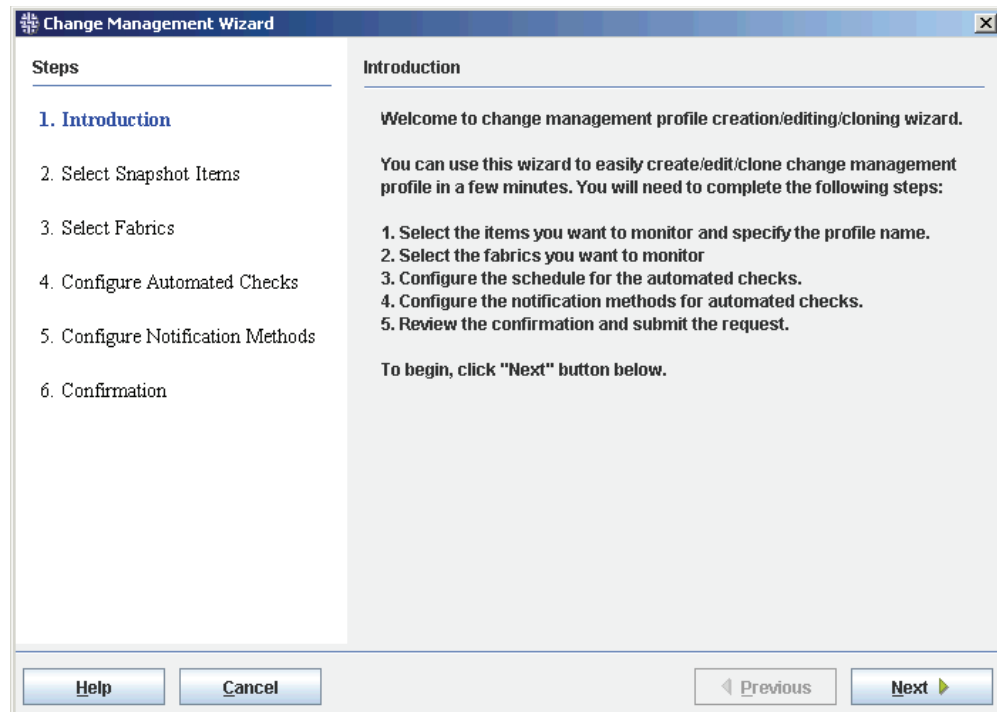 Change Management Wizard
Steps
1. Introduction
2. Select Snapshot Items
3. Select Fabrics
4. Configure Automated Checks
5. Configure Notification Methods
6. Confirmation
Introduction
Welcome to change management profile creation/editing/cloning wizard.
You can use this wizard to easily create/edit/clone change management
profile in a few minutes. You will need to complete the following steps:
1. Select the items you want to monitor and specify the profile name.
2. Select the fabrics you want to monitor
3. Configure the schedule for the automated checks.
4. Configure the notification methods for automated checks.
5. Review the confirmation and submit the request.
To begin, click "Next" button below.
Help
Cancel
Previous
Next